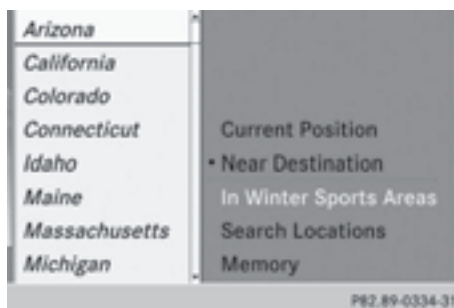 Arizona
California
Colorado
Connecticut
Idaho
Maine
Massachusetts
Michigan
Current Position
• Near Destination
In Winter Sports Areas
Search Locations
Memory
P82.89-0334-31